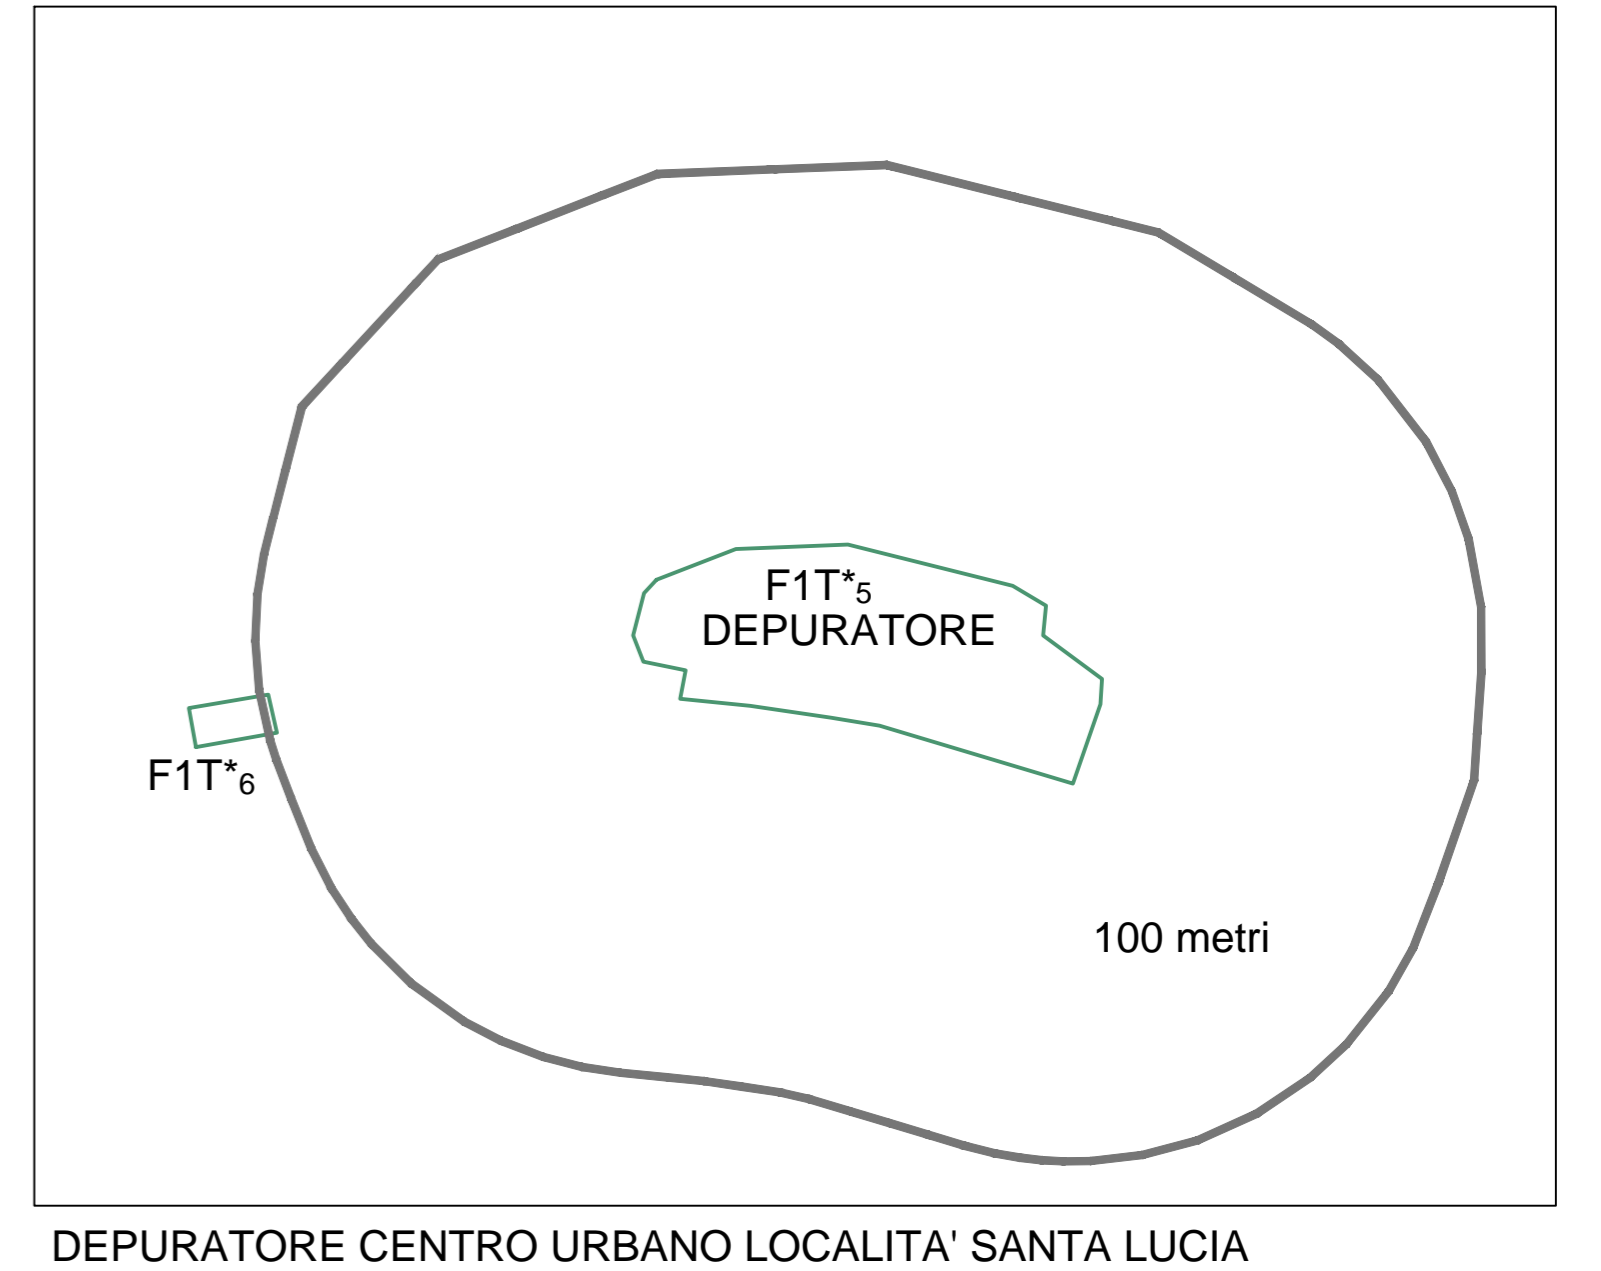 F1T*5
DEPURATORE
F1T*6
100 metri
DEPURATORE CENTRO URBANO LOCALITA' SANTA LUCIA